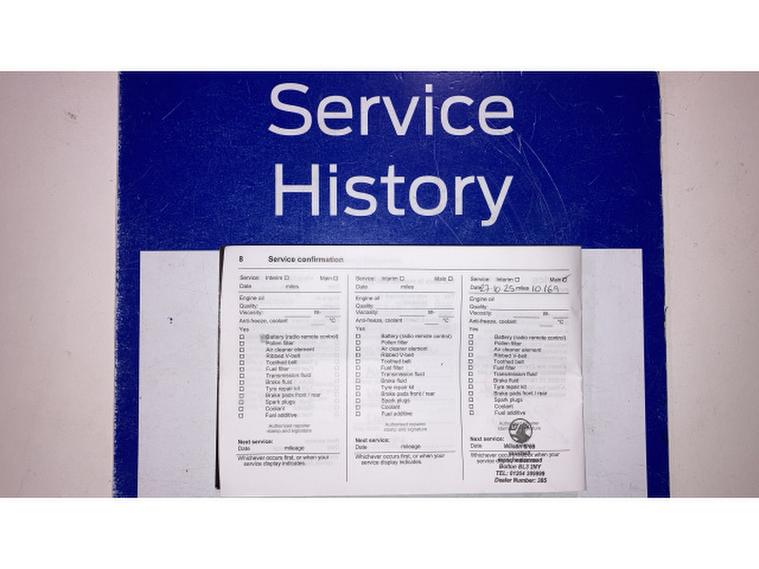 Service
History
8 Service confirmation
Service: Interim ☐ Main ☐
Date miles
Engine oil
Quality:
Viscosity: W-
Anti-freeze, coolant °C
Yes
☐ Battery (radio remote control)
☐ Pollen filter
☐ Air cleaner element
☐ Ribbed V-belt
☐ Toothed belt
☐ Fuel filter
☐ Transmission fluid
☐ Brake fluid
☐ Tyre repair kit
☐ Brake pads front / rear
☐ Spark plugs
☐ Coolant
☐ Fuel additive
Authorised repairer
stamp and signature
Next service:
Date mileage
Whichever occurs first, or when your
service display indicates.
Service: Interim ☐ Main ☐
Date miles
Engine oil
Quality:
Viscosity: W-
Anti-freeze, coolant °C
Yes
☐ Battery (radio remote control)
☐ Pollen filter
☐ Air cleaner element
☐ Ribbed V-belt
☐ Toothed belt
☐ Fuel filter
☐ Transmission fluid
☐ Brake fluid
☐ Tyre repair kit
☐ Brake pads front / rear
☐ Spark plugs
☐ Coolant
☐ Fuel additive
Authorised repairer
stamp and signature
Next service:
Date mileage
Whichever occurs first, or when your
service display indicates.
Service: Interim ☐ Main
Date 27·10·25 miles 10,169
Engine oil
Quality:
Viscosity: W-
Anti-freeze, coolant °C
Yes
☐ Battery (radio remote control)
☐ Pollen filter
☐ Air cleaner element
☐ Ribbed V-belt
☐ Toothed belt
☐ Fuel filter
☐ Transmission fluid
☐ Brake fluid
☐ Tyre repair kit
☐ Brake pads front / rear
☐ Spark plugs
☐ Coolant
☐ Fuel additive
Authorised repairer
Next service:
Date
Whichever occurs
Bolton BL3 2NY
TEL: 01204 399999
Dealer Number: 385